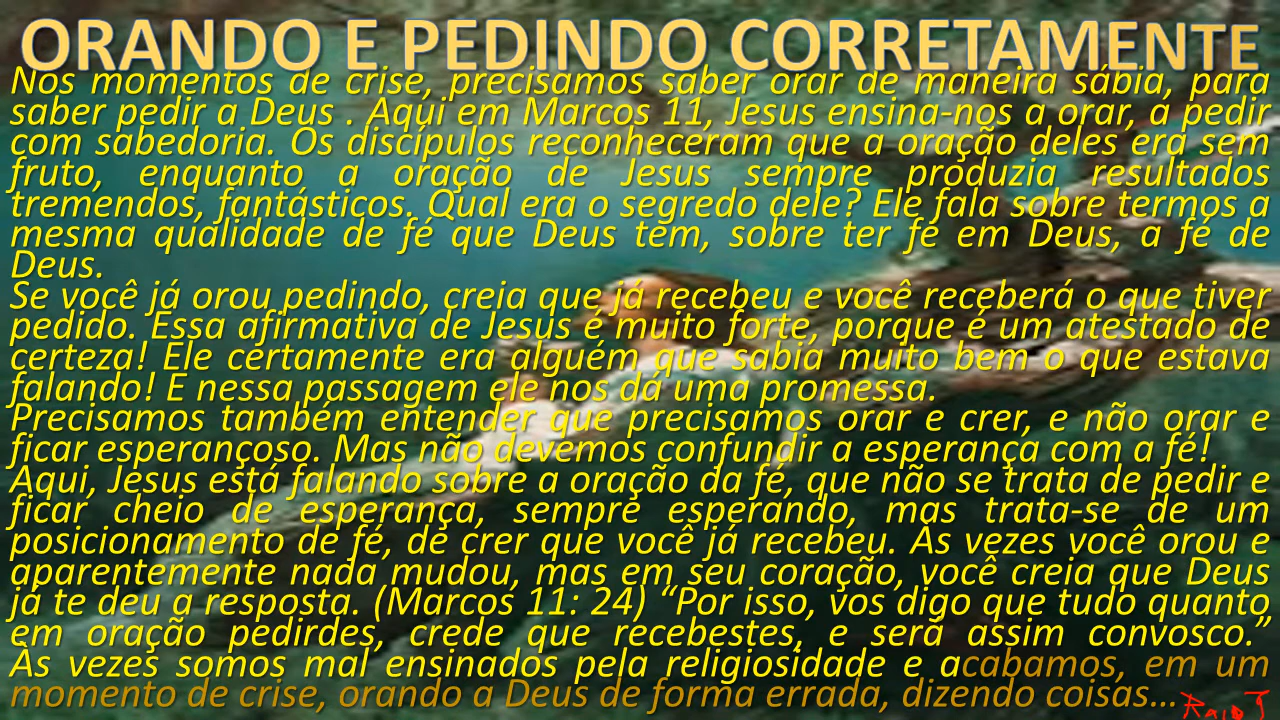 ORANDO E PEDINDO CORRETAMENTE
Nos momentos de crise, precisamos saber orar de maneira sábia, para
saber pedir a Deus . Aqui em Marcos 11, Jesus ensina-nos a orar, a pedir
com sabedoria. Os discípulos reconheceram que a oração deles era sem
fruto, enquanto a oração de Jesus sempre produzia resultados
tremendos, fantásticos. Qual era o segredo dele? Ele fala sobre termos a
mesma qualidade de fé que Deus tem, sobre ter fé em Deus, a fé de
Deus.
Se você já orou pedindo, creia que já recebeu e você receberá o que tiver
pedido. Essa afirmativa de Jesus é muito forte, porque é um atestado de
certeza! Ele certamente era alguém que sabia muito bem o que estava
falando! E nessa passagem ele nos dá uma promessa.
Precisamos também entender que precisamos orar e crer, e não orar e
ficar esperançoso. Mas não devemos confundir a esperança com a fé!
Aqui, Jesus está falando sobre a oração da fé, que não se trata de pedir e
ficar cheio de esperança, sempre esperando, mas trata-se de um
posicionamento de fé, de crer que você já recebeu. Às vezes você orou e
aparentemente nada mudou, mas em seu coração, você creia que Deus
já te deu a resposta. (Marcos 11: 24) “Por isso, vos digo que tudo quanto
em oração pedirdes, crede que recebestes, e será assim convosco.”
Às vezes somos mal ensinados pela religiosidade e acabamos, em um
momento de crise, orando a Deus de forma errada, dizendo coisas...